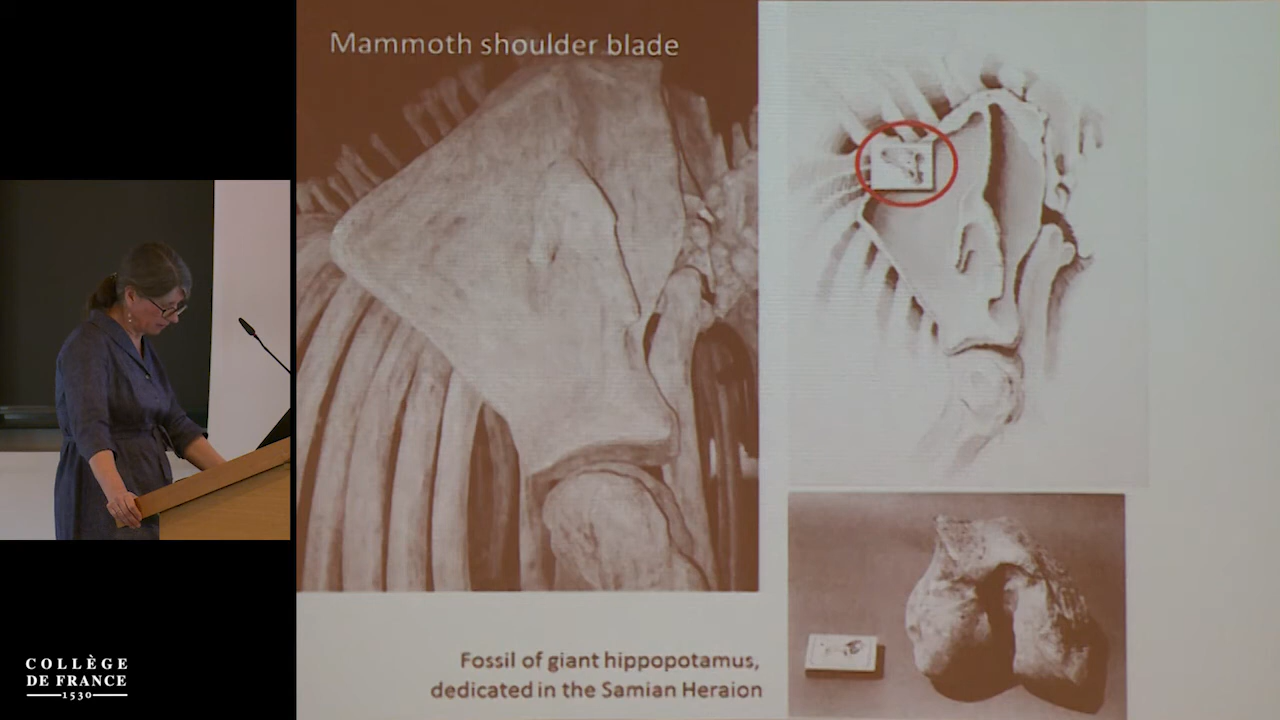 Mammoth shoulder blade
Fossil of giant hippopotamus,
dedicated in the Samian Heraion
COLLÈGE
DE FRANCE
1530